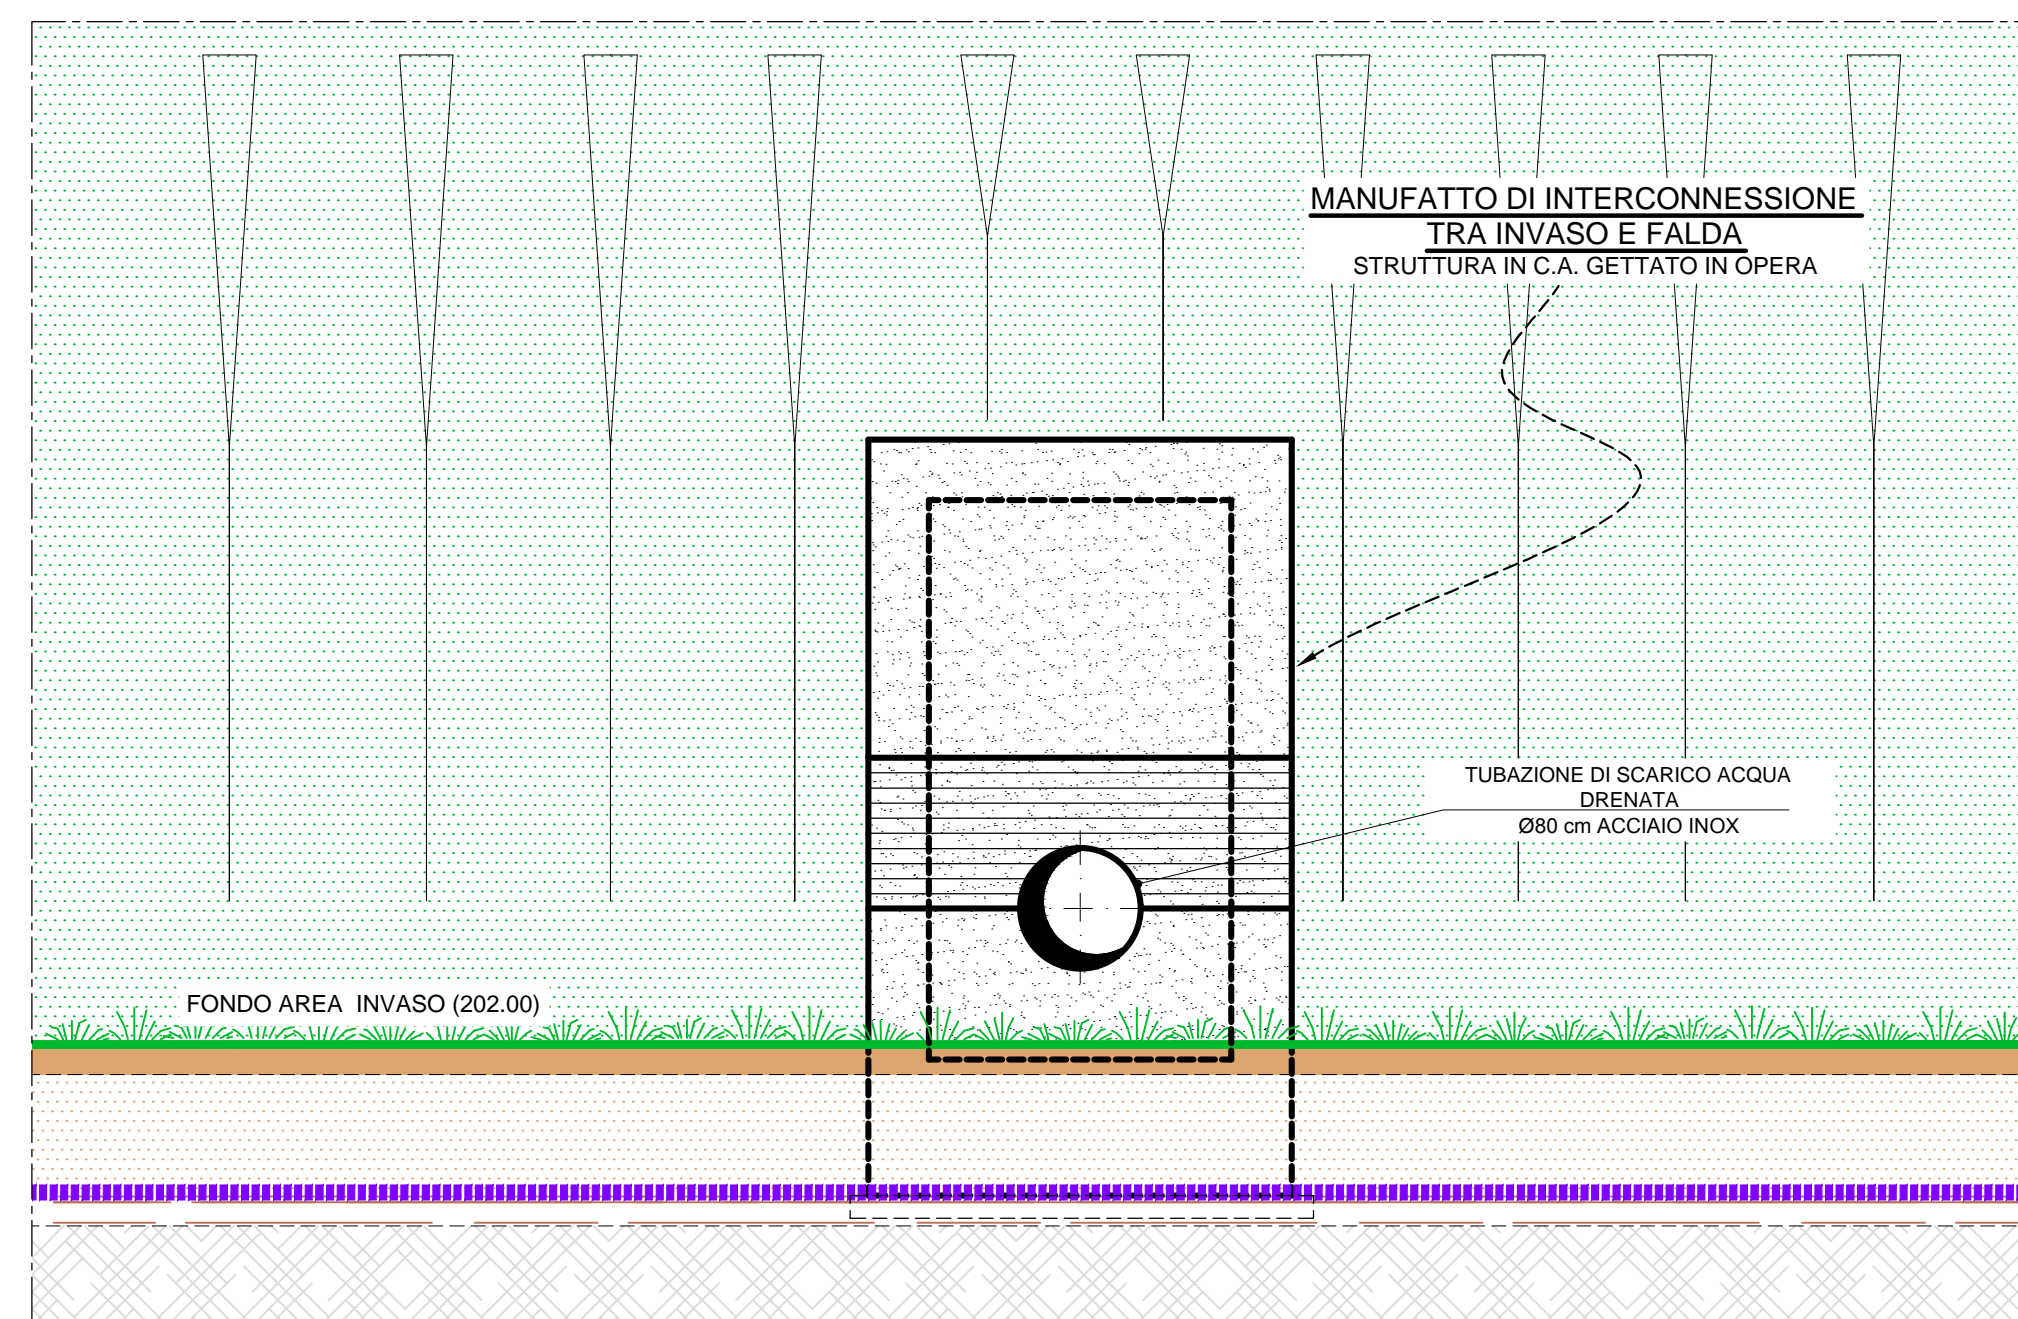 MANUFATTO DI INTERCONNESSIONE
TRA INVASO E FALDA
STRUTTURA IN C.A. GETTATO IN OPERA
TUBAZIONE DI SCARICO ACQUA
DRENATA
Ø80 cm ACCIAIO INOX
FONDO AREA INVASO (202.00)